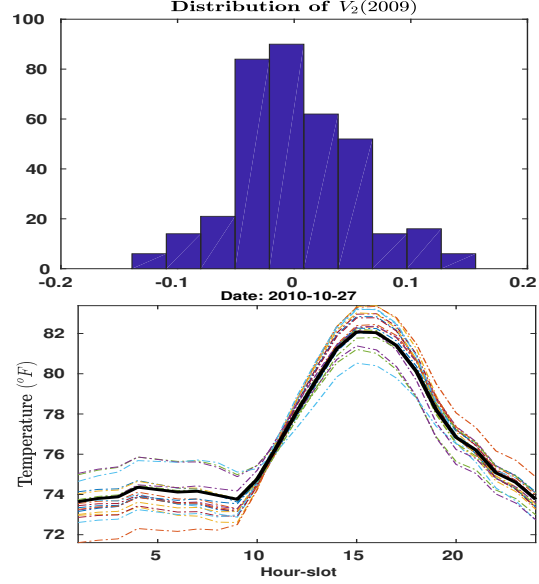 Distribution of V₂(2009)
100
80
60
40
20
0
-0.2 -0.1 0 0.1 0.2
Date: 2010-10-27
82
80
78
76
74
72
Temperature (°F)
5 10 15 20
Hour-slot